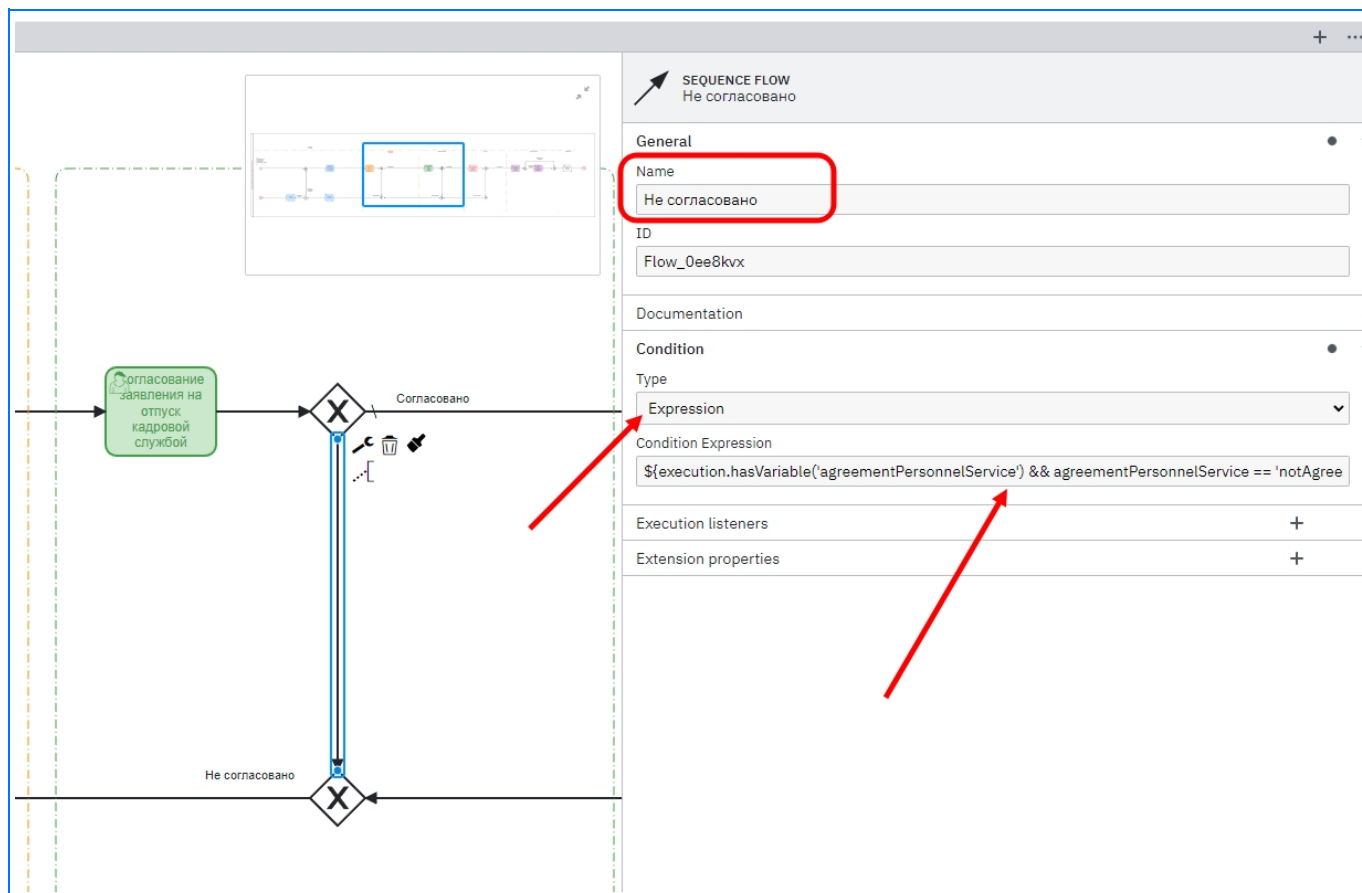 SEQUENCE FLOW
Не согласовано
General
Name
Не согласовано
ID
Flow_0ee8kvx
Documentation
Condition
Type
Expression
Condition Expression
${execution.hasVariable('agreementPersonnelService') && agreementPersonnelService == 'notAgree
Execution listeners
Extension properties
Согласование
заявления на
отпуск
кадровой
службой
X
Согласовано
Не согласовано
X